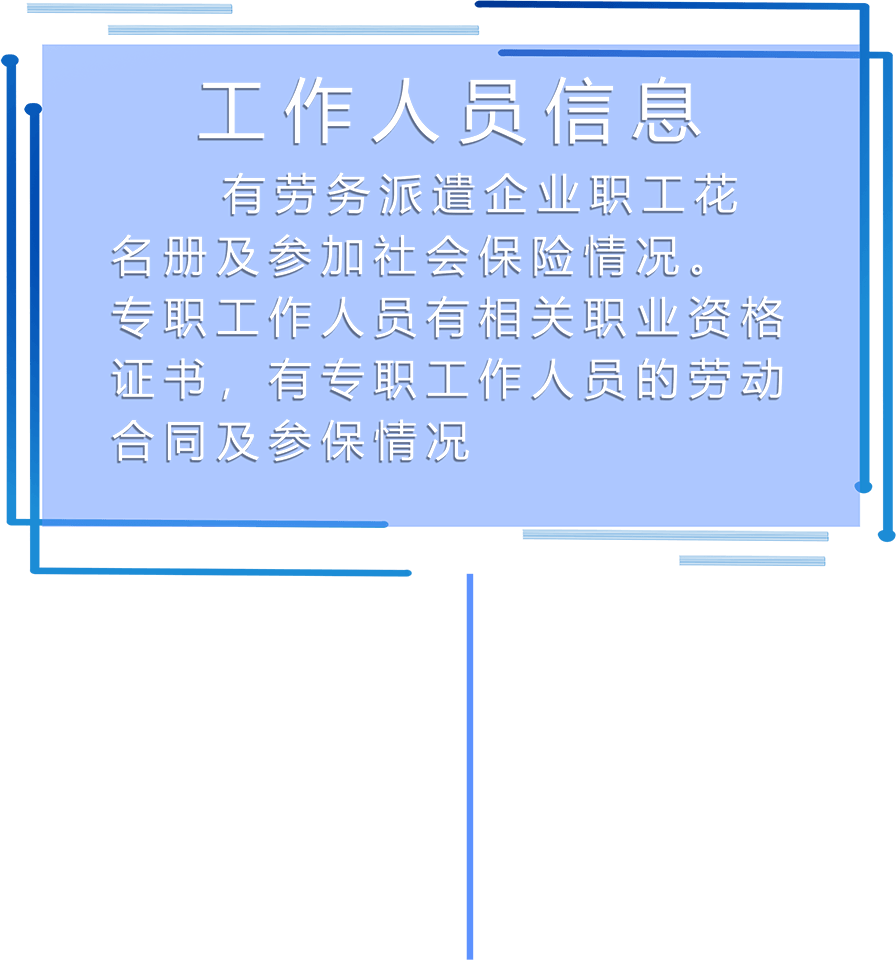 工作人员信息
有劳务派遣企业职工花
名册及参加社会保险情况。
专职工作人员有相关职业资格
证书，有专职工作人员的劳动
合同及参保情况